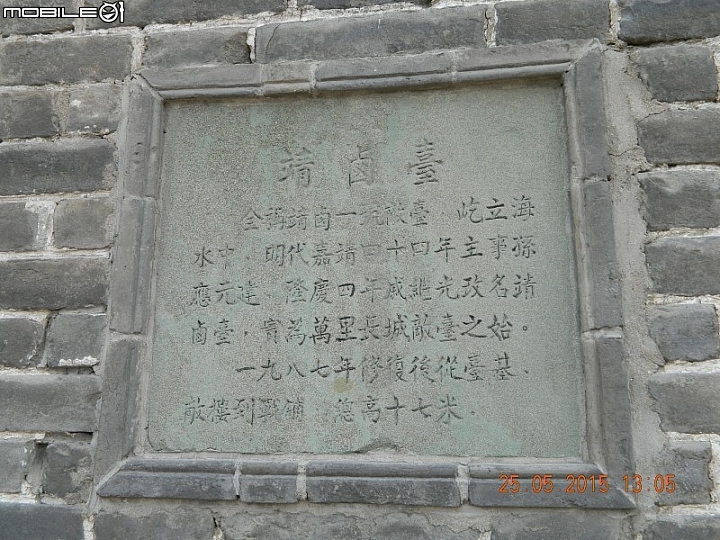 MOBILE01
靖 鹵 臺
全稱靖鹵一號敵臺 屹立海
水中，明代嘉靖四十四年主事孫
應元建，隆慶四年戚繼光改名靖
鹵臺，實為萬里長城敵臺之始。
一九八七年修復後從臺基、
敵樓到戰鋪 總高十七米．
25.05.2015 13:05